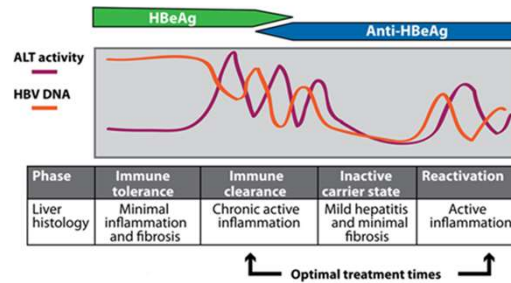 HBeAg
Anti-HBeAg
ALT activity
HBV DNA
Phase
Immune
tolerance
Immune
clearance
Inactive
carrier state
Reactivation
Liver
histology
Minimal
inflammation
and fibrosis
Chronic active
inflammation
Mild hepatitis
and minimal
fibrosis
Active
inflammation
Optimal treatment times